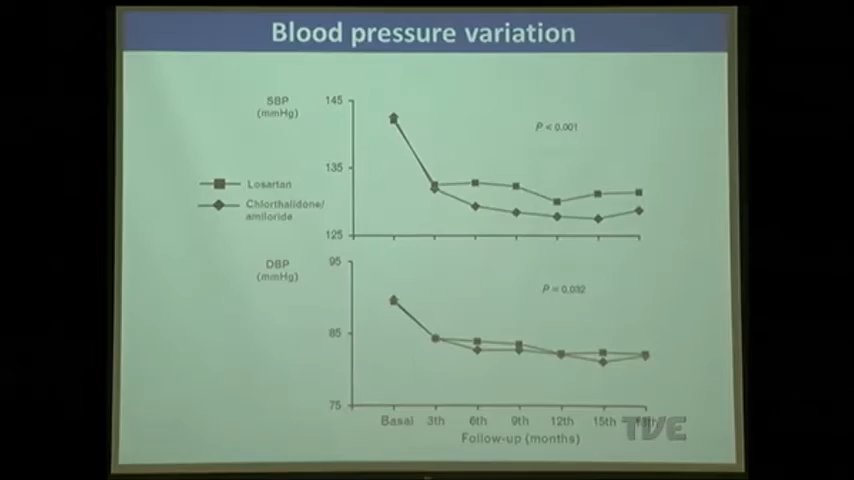 Blood pressure variation
SBP
(mmHg)
145
135
125
P < 0.001
Losartan
Chlorthalidone/
amiloride
DBP
(mmHg)
95
85
75
P = 0.032
Basal 3th 6th 9th 12th 15th
Follow-up (months)
TVE